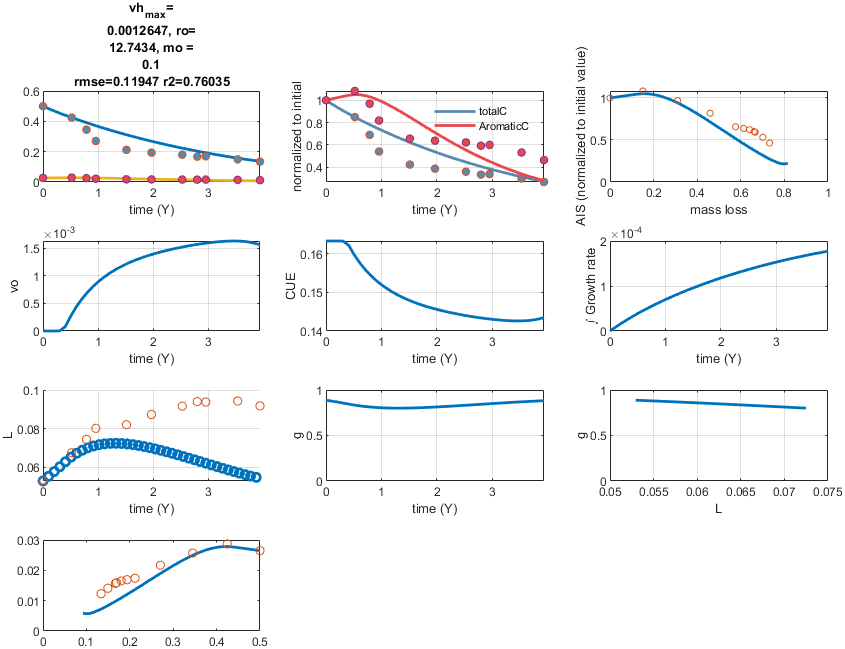 vh_max=
0.0012647, ro=
12.7434, mo =
0.1
rmse=0.11947 r2=0.76035
0.6
0.4
0.2
0
0 1 2 3
time (Y)
normalized to initial
1
0.8
0.6
0.4
totalC
AromaticC
0 1 2 3
time (Y)
AIS (normalized to initial value)
1
0.5
0
0 0.2 0.4 0.6 0.8 1
mass loss
×10⁻³
vo
1.5
1
0.5
0
0 1 2 3
time (Y)
CUE
0.16
0.15
0.14
0 1 2 3
time (Y)
×10⁻⁴
∫ Growth rate
2
1
0
0 1 2 3
time (Y)
L
0.1
0.08
0.06
0 1 2 3
time (Y)
g
1
0.5
0
0 1 2 3
time (Y)
g
1
0.5
0
0.05 0.055 0.06 0.065 0.07 0.075
L
0.03
0.02
0.01
0
0 0.1 0.2 0.3 0.4 0.5